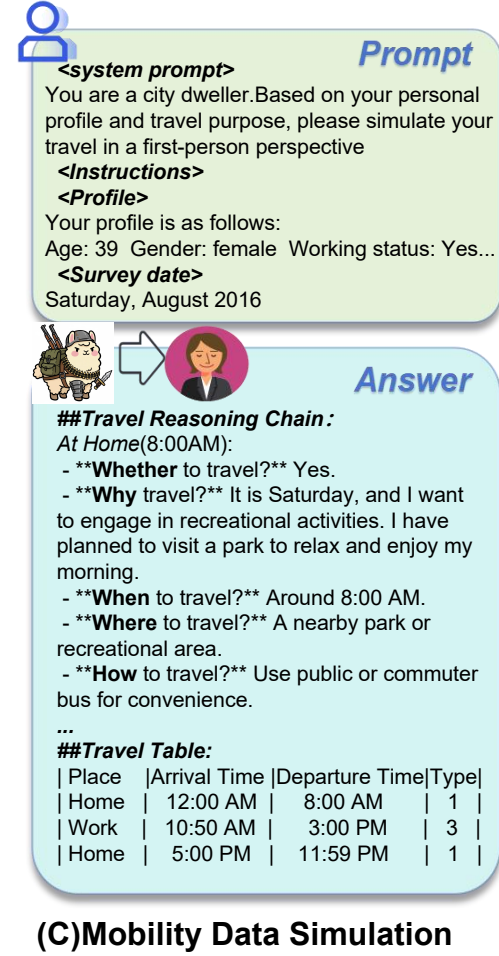 Prompt
<system prompt>
You are a city dweller.Based on your personal
profile and travel purpose, please simulate your
travel in a first-person perspective
<Instructions>
<Profile>
Your profile is as follows:
Age: 39 Gender: female Working status: Yes...
<Survey date>
Saturday, August 2016
Answer
##Travel Reasoning Chain:
At Home(8:00AM):
- **Whether to travel?** Yes.
- **Why travel?** It is Saturday, and I want
to engage in recreational activities. I have
planned to visit a park to relax and enjoy my
morning.
- **When to travel?** Around 8:00 AM.
- **Where to travel?** A nearby park or
recreational area.
- **How to travel?** Use public or commuter
bus for convenience.
...
##Travel Table:
| Place |Arrival Time |Departure Time|Type|
| Home | 12:00 AM | 8:00 AM | 1 |
| Work | 10:50 AM | 3:00 PM | 3 |
| Home | 5:00 PM | 11:59 PM | 1 |
(C)Mobility Data Simulation